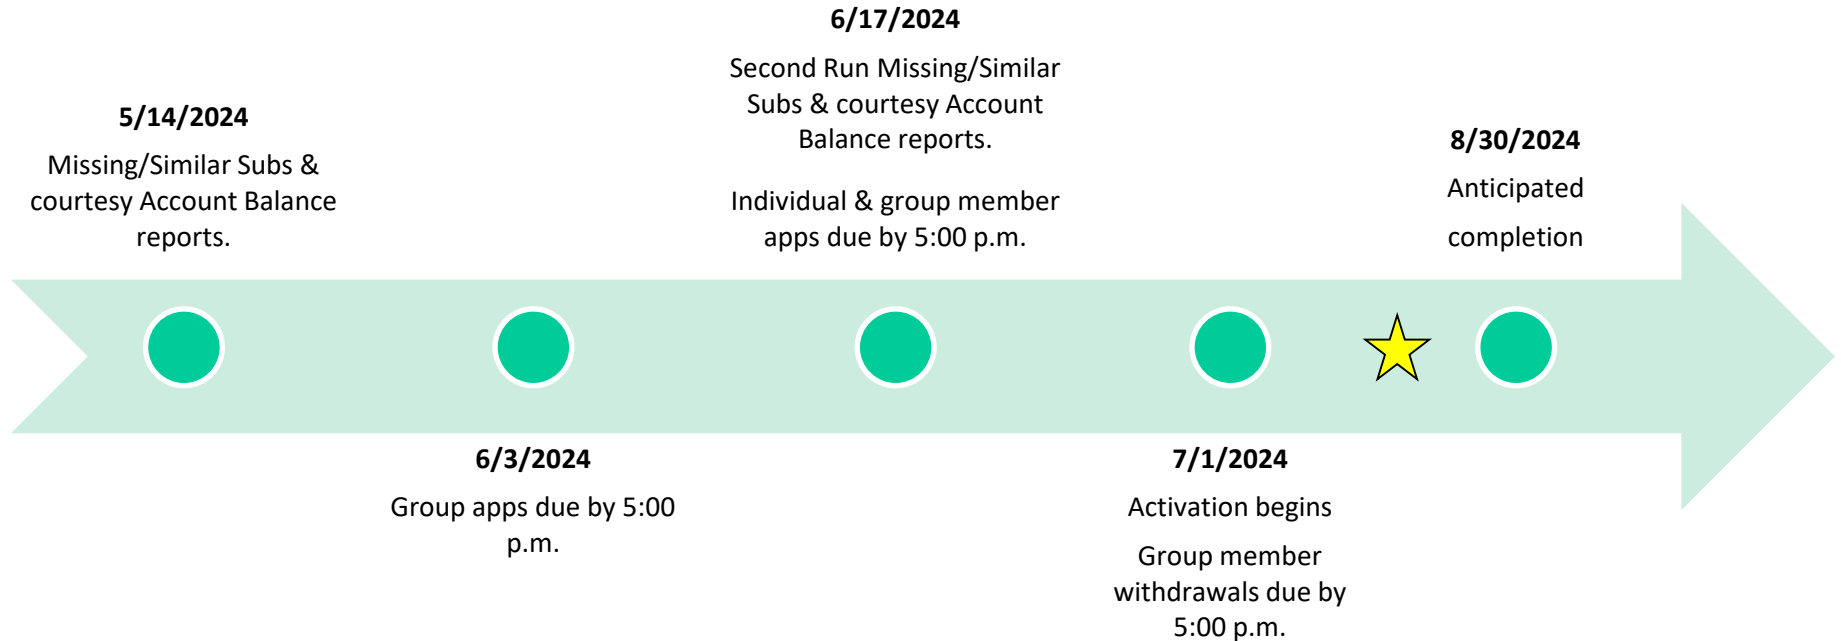 5/14/2024
Missing/Similar Subs &
courtesy Account Balance
reports.
6/3/2024
Group apps due by 5:00
p.m.
6/17/2024
Second Run Missing/Similar
Subs & courtesy Account
Balance reports.
Individual & group member
apps due by 5:00 p.m.
7/1/2024
Activation begins
Group member
withdrawals due by
5:00 p.m.
8/30/2024
Anticipated
completion